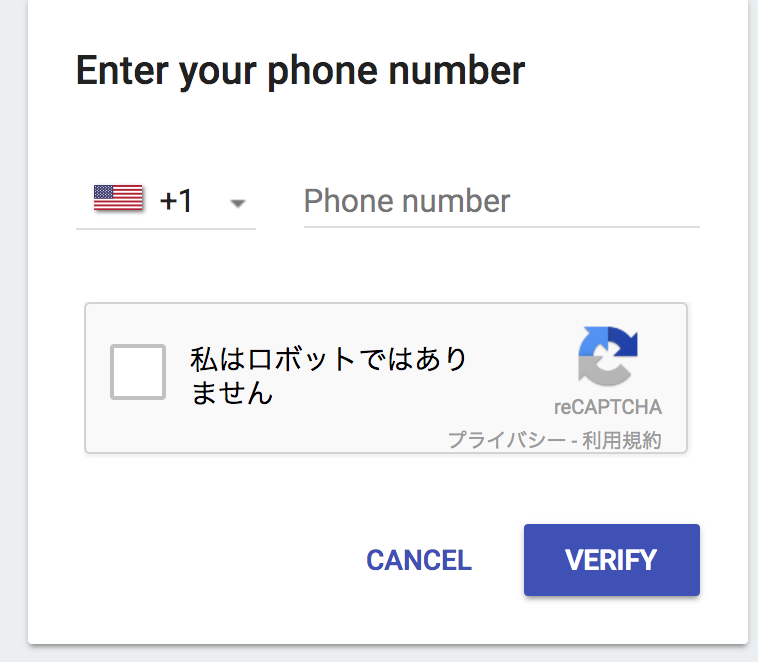 Enter your phone number
+1
Phone number
私はロボットではあり
ません
reCAPTCHA
プライバシー - 利用規約
CANCEL
VERIFY